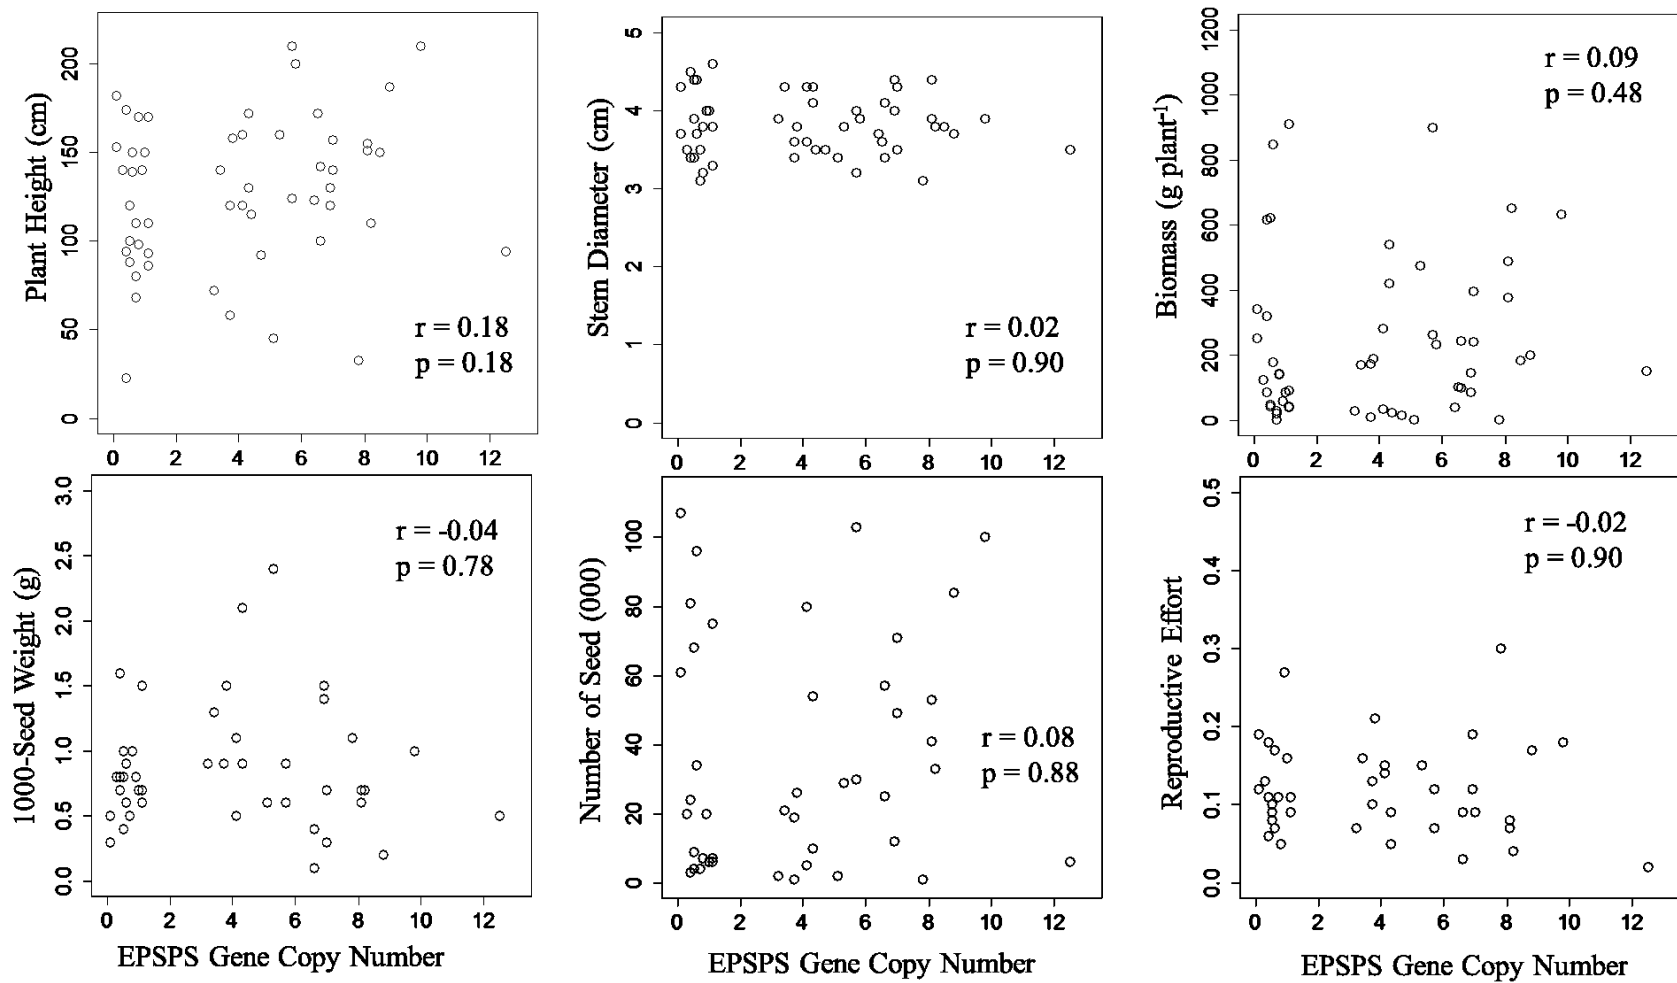 Plant Height (cm)
0 50 100 150 200
0 2 4 6 8 10 12
r = 0.18
p = 0.18
Stem Diameter (cm)
0 1 2 3 4 5
0 2 4 6 8 10 12
r = 0.02
p = 0.90
Biomass (g plant-1)
0 200 400 600 800 1000 1200
0 2 4 6 8 10 12
r = 0.09
p = 0.48
1000-Seed Weight (g)
0.0 0.5 1.0 1.5 2.0 2.5 3.0
0 2 4 6 8 10 12
r = -0.04
p = 0.78
EPSPS Gene Copy Number
Number of Seed (000)
0 20 40 60 80 100
0 2 4 6 8 10 12
r = 0.08
p = 0.88
EPSPS Gene Copy Number
Reproductive Effort
0.0 0.1 0.2 0.3 0.4 0.5
0 2 4 6 8 10 12
r = -0.02
p = 0.90
EPSPS Gene Copy Number